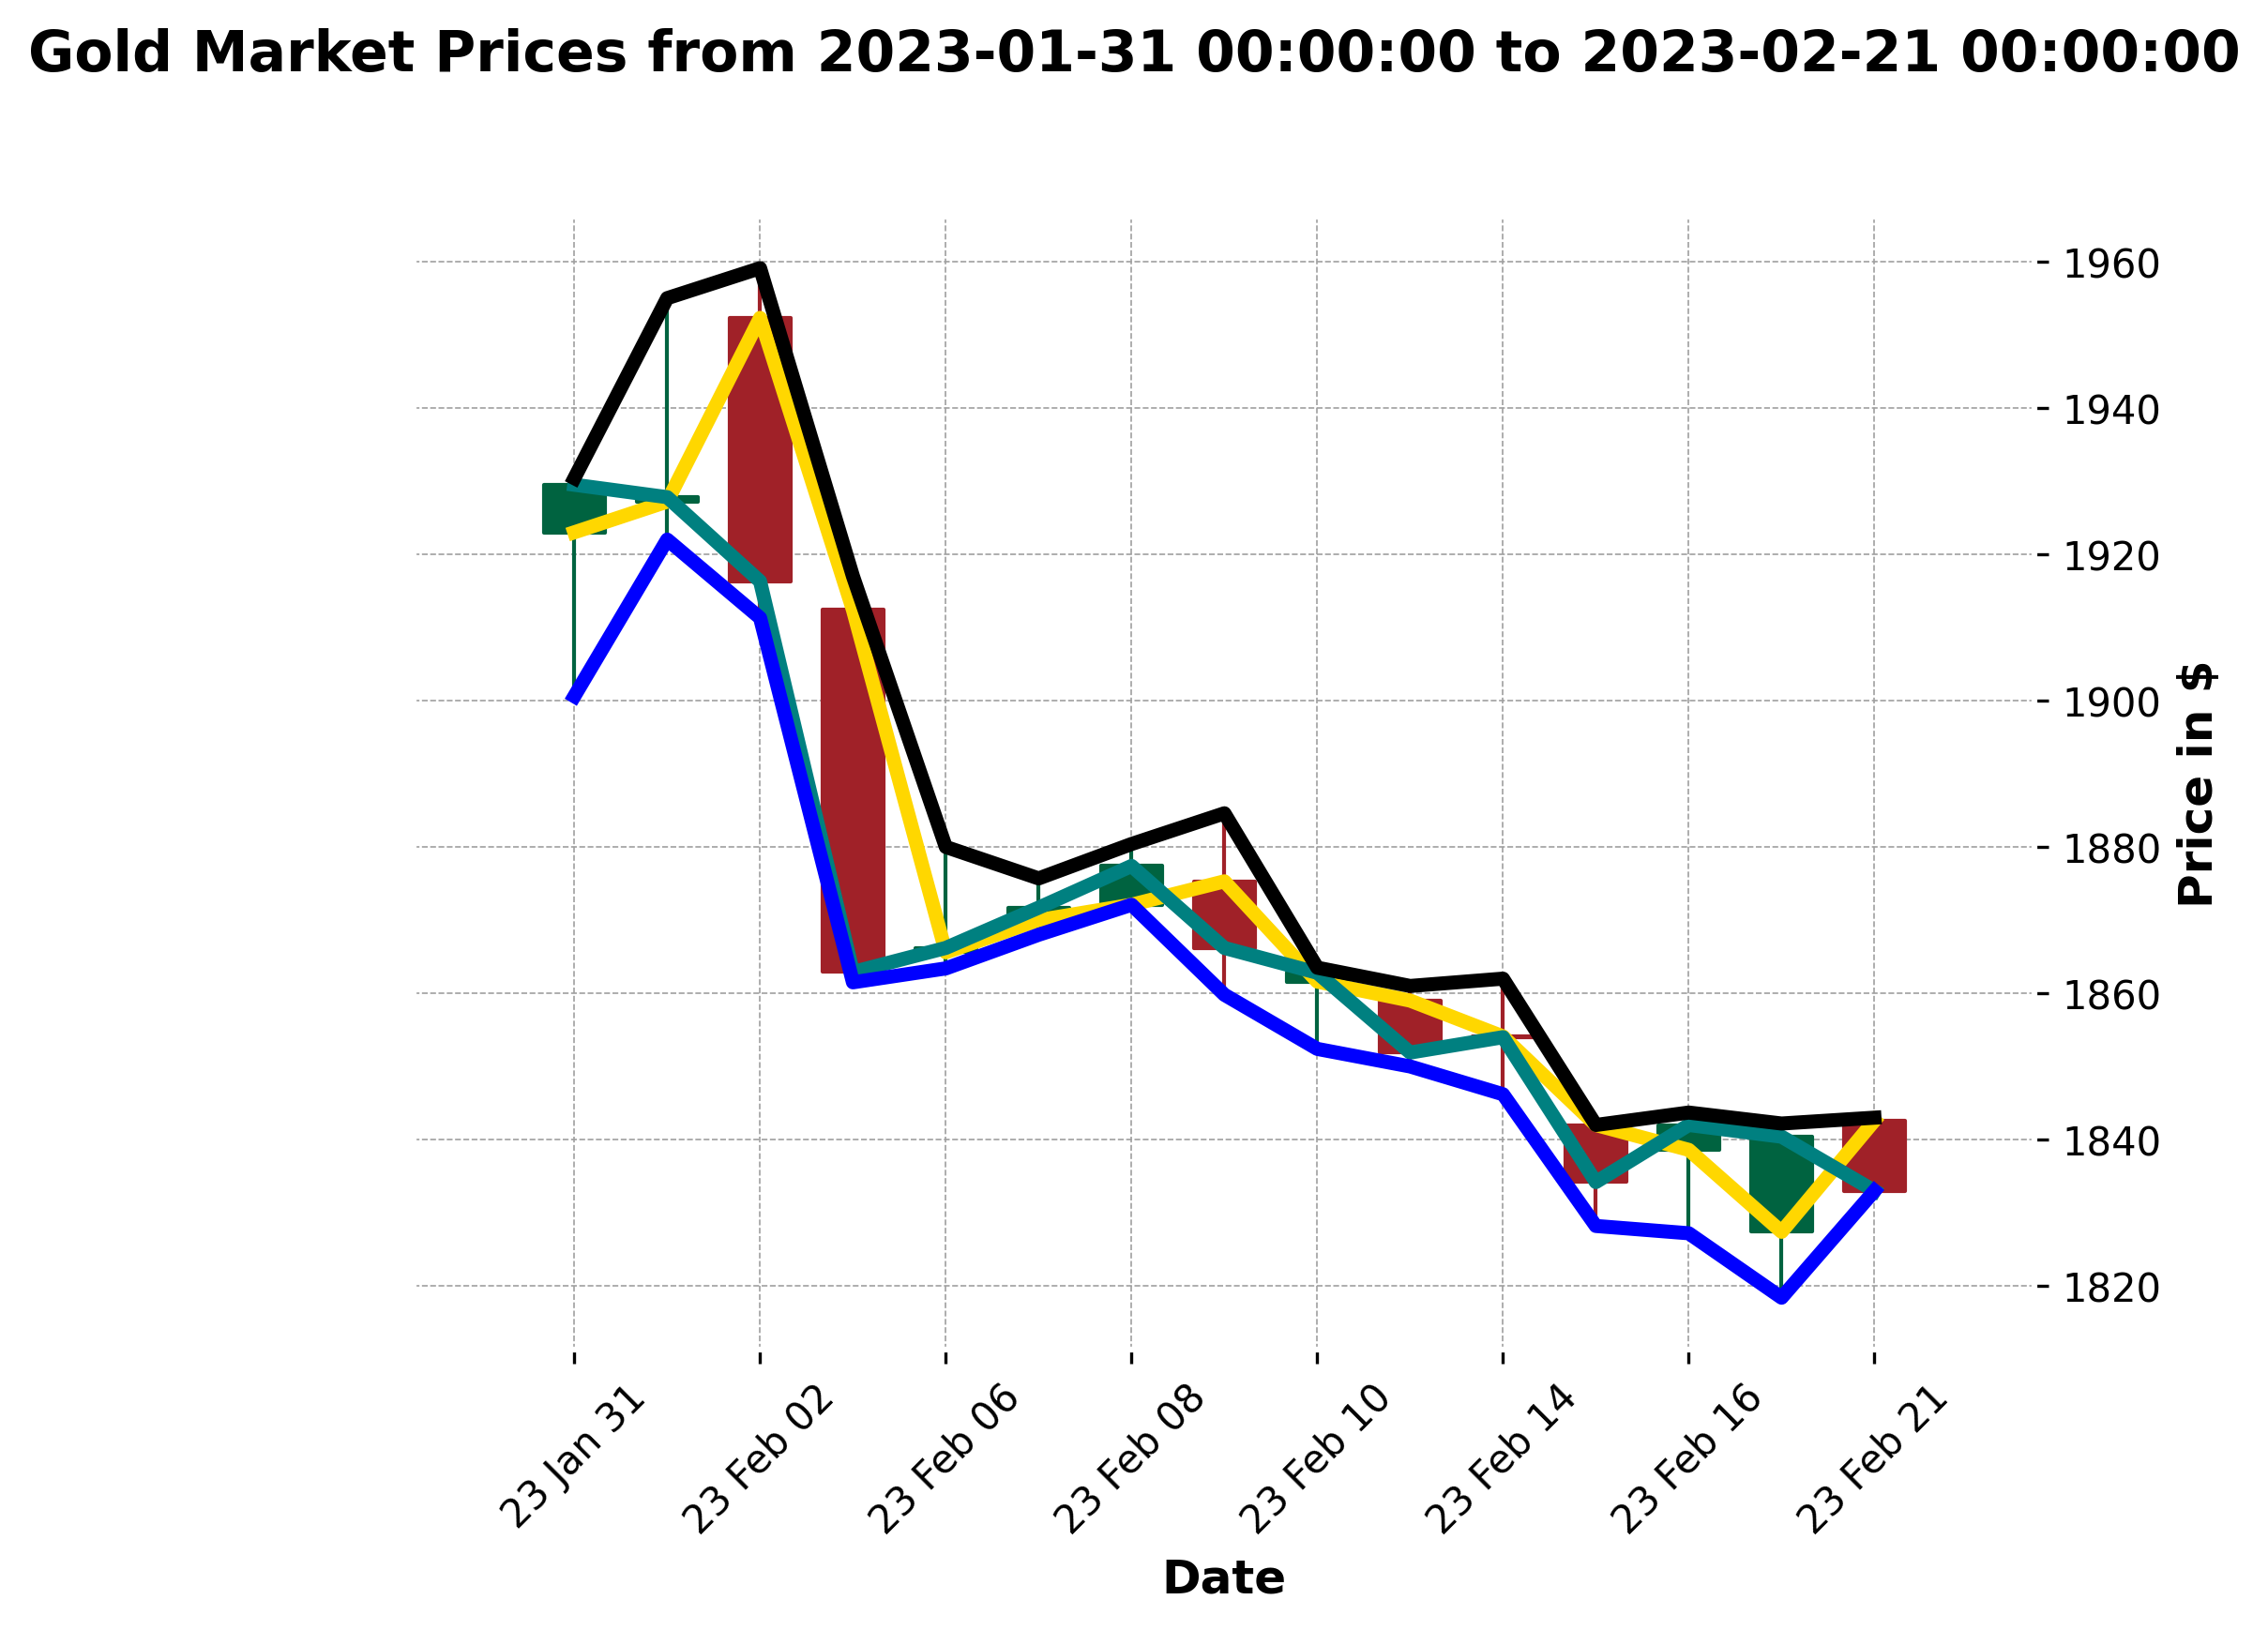 Gold Market Prices from 2023-01-31 00:00:00 to 2023-02-21 00:00:00
1960
1940
1920
1900
1880
1860
1840
1820
Price in $
23 Jan 31
23 Feb 02
23 Feb 06
23 Feb 08
23 Feb 10
23 Feb 14
23 Feb 16
23 Feb 21
Date